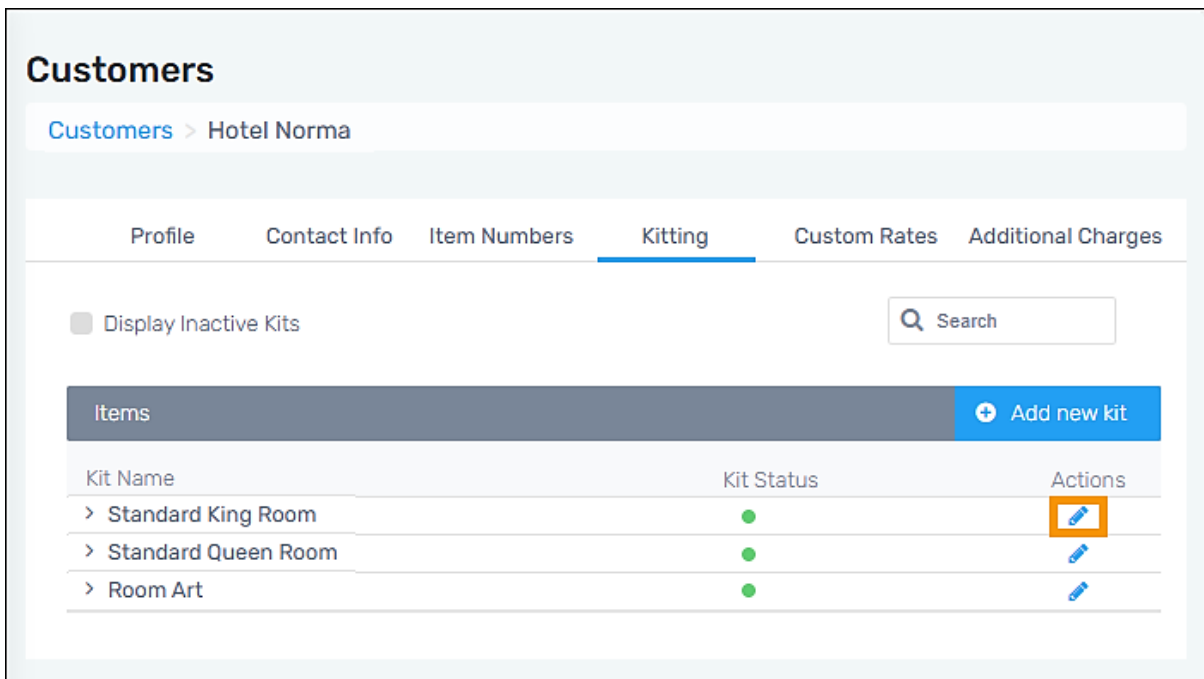 Customers
Customers > Hotel Norma
Profile Contact Info Item Numbers Kitting Custom Rates Additional Charges
Display Inactive Kits Search
Items Add new kit
Kit Name Kit Status Actions
> Standard King Room
> Standard Queen Room
> Room Art